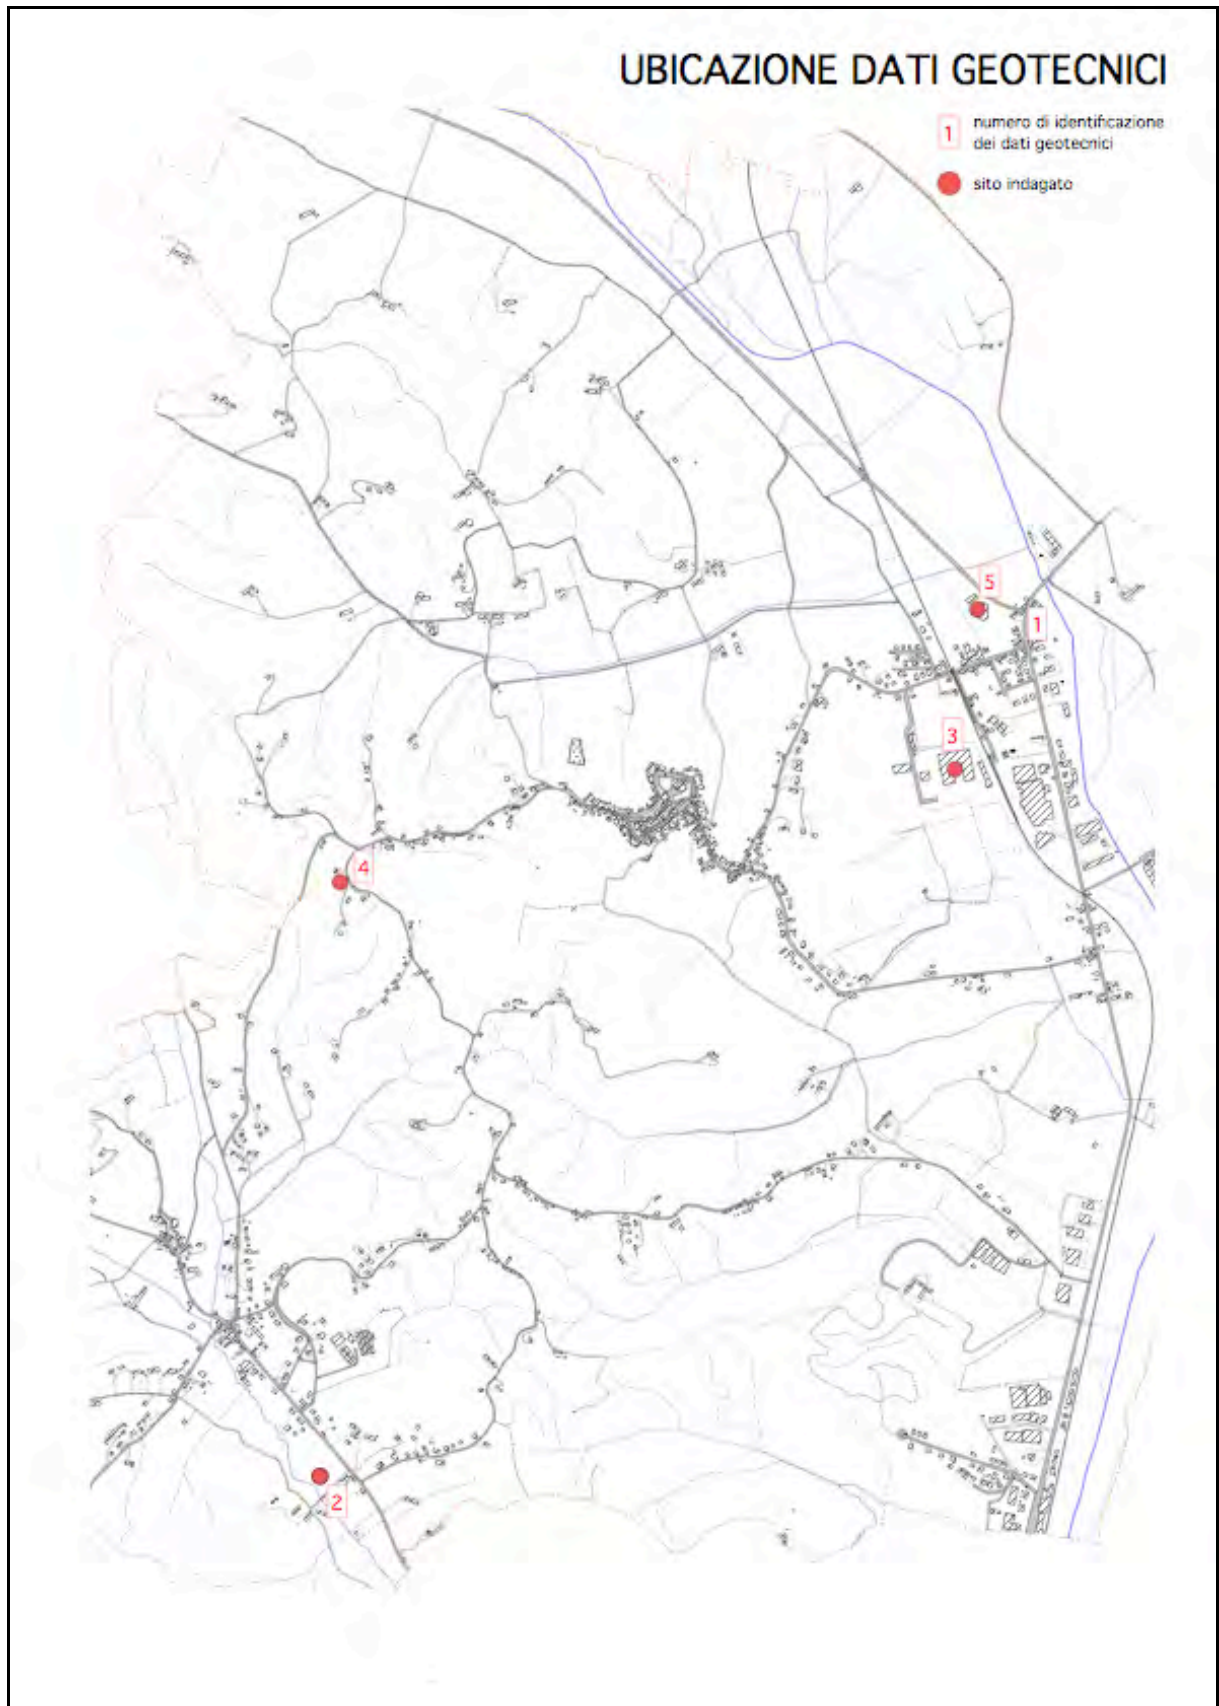 UBICAZIONE DATI GEOTECNICI
1 numero di identificazione
dei dati geotecnici
sito indagato
5
1
3
4
2